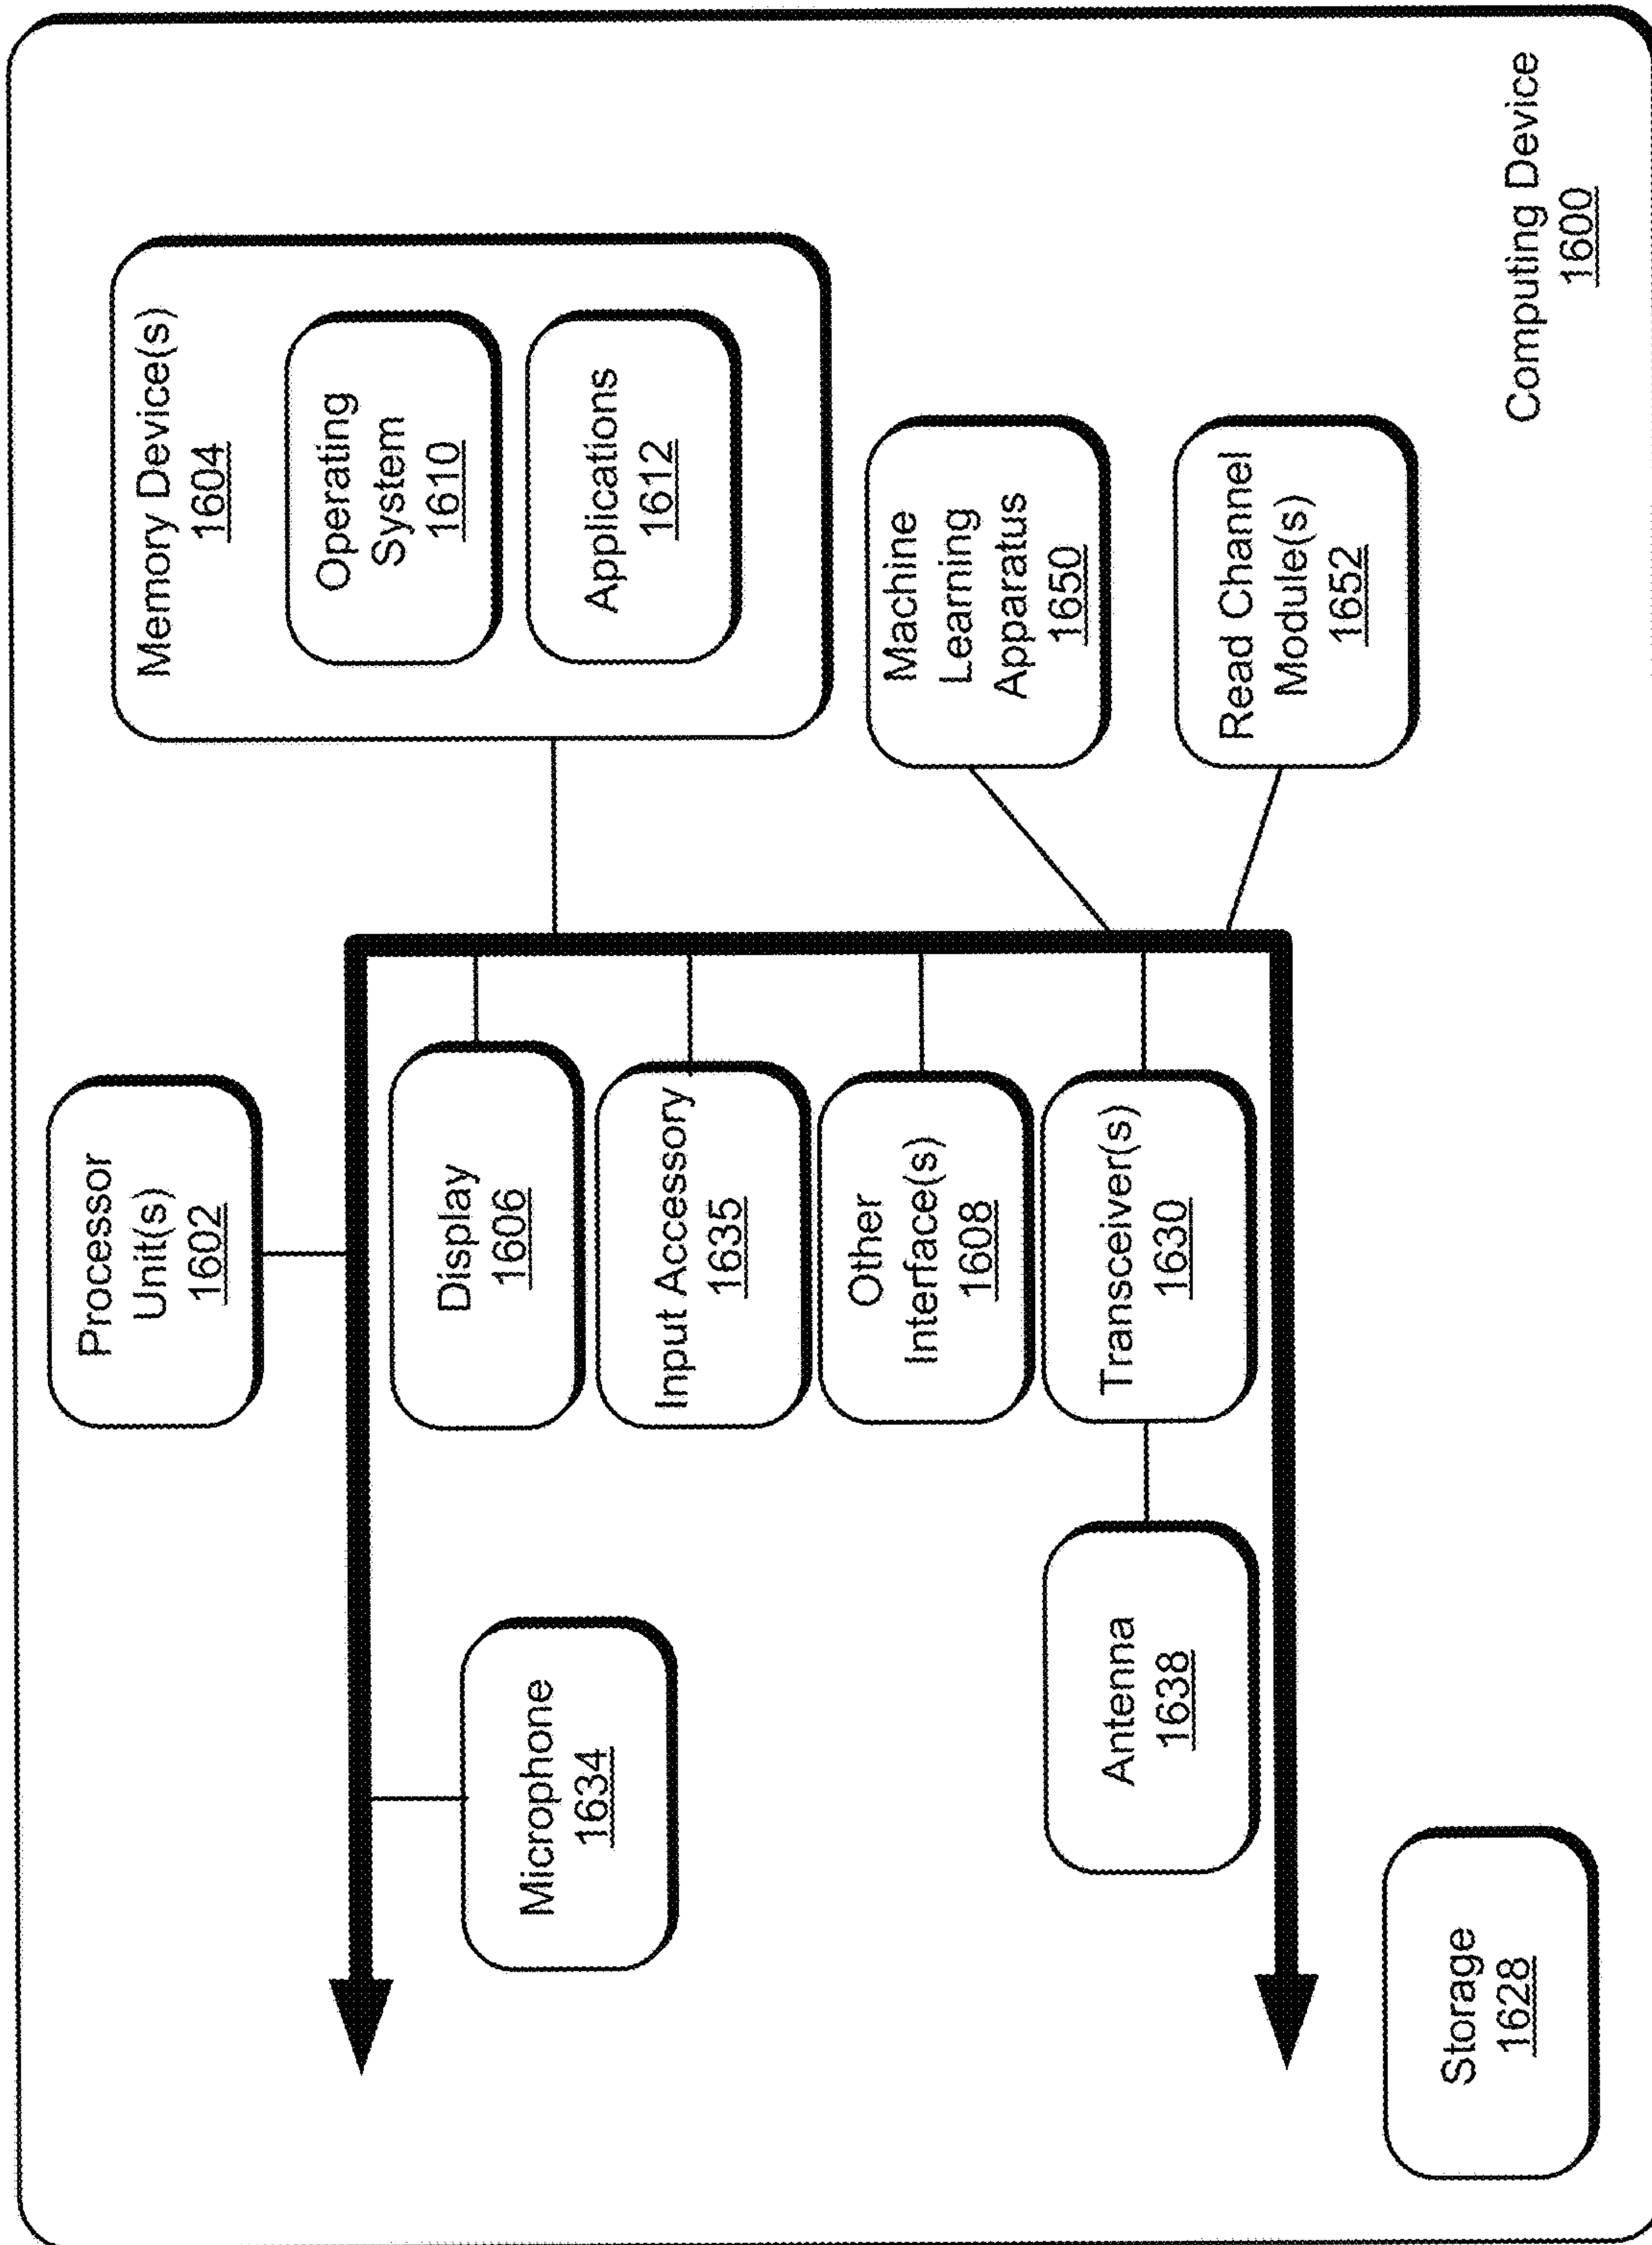 Processor
Unit(s)
1602
Memory Device(s)
1604
Operating
System
1610
Applications
1612
Display
1606
Input Accessory
1635
Other
Interface(s)
1608
Transceiver(s)
1630
Microphone
1634
Antenna
1638
Machine
Learning
Apparatus
1650
Read Channel
Module(s)
1652
Storage
1628
Computing Device
1600